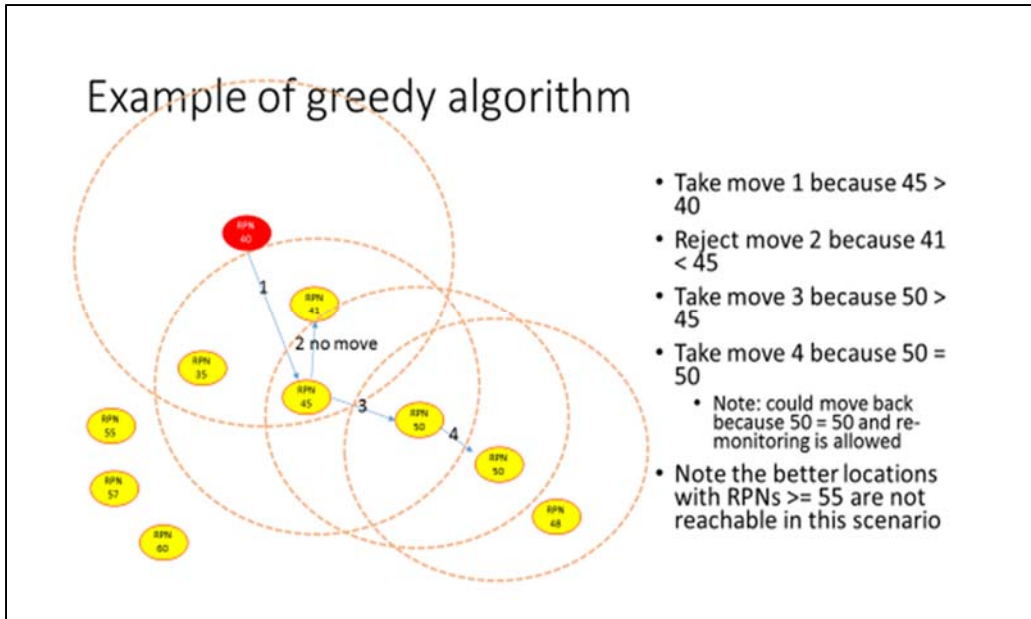 Example of greedy algorithm
• Take move 1 because 45 >
40
• Reject move 2 because 41
< 45
• Take move 3 because 50 >
45
• Take move 4 because 50 =
50
• Note: could move back
because 50 = 50 and re-
monitoring is allowed
• Note the better locations
with RPNs >= 55 are not
reachable in this scenario
RPN
40
1
RPN
41
2 no move
RPN
35
RPN
45
3
RPN
50
4
RPN
50
RPN
48
RPN
55
RPN
57
RPN
60